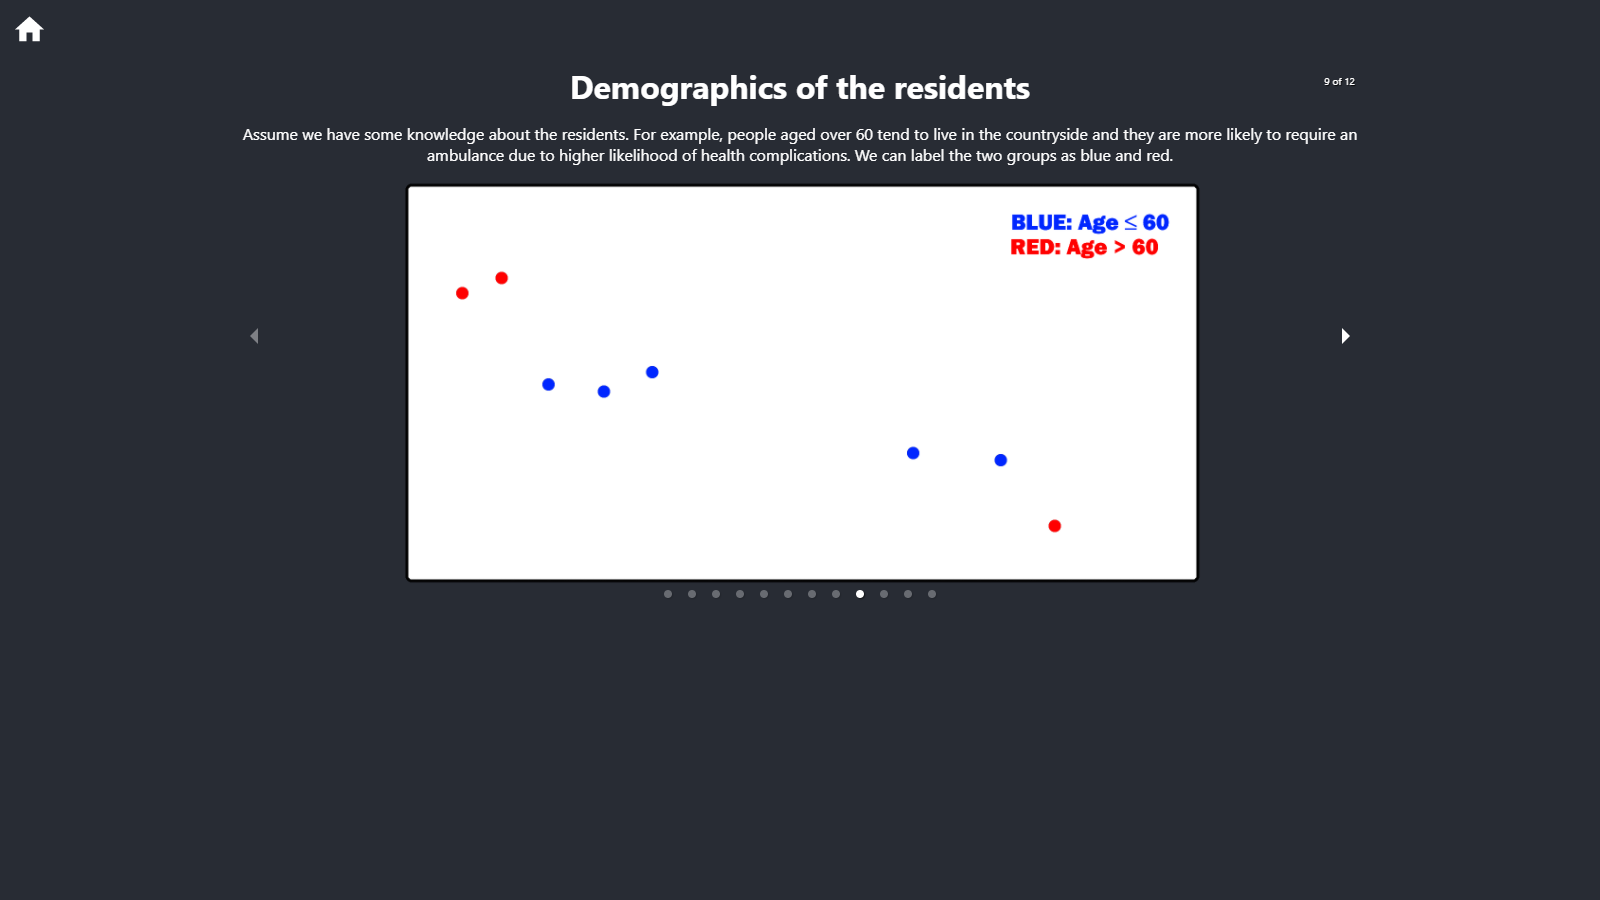 Demographics of the residents
9 of 12
Assume we have some knowledge about the residents. For example, people aged over 60 tend to live in the countryside and they are more likely to require an
ambulance due to higher likelihood of health complications. We can label the two groups as blue and red.
BLUE: Age ≤ 60
RED: Age > 60